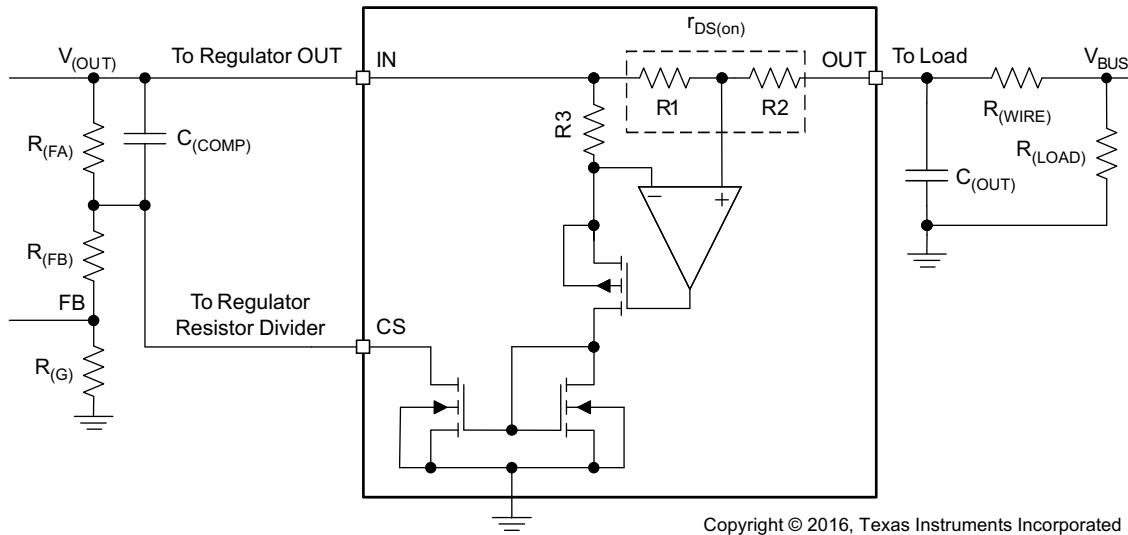 r_DS(on)
V_(OUT)
To Regulator OUT
IN
OUT
To Load
V_BUS
R1
R2
R3
R_(WIRE)
R_(FA)
C_(COMP)
R_(LOAD)
C_(OUT)
−
+
R_(FB)
FB
To Regulator
Resistor Divider
CS
R_(G)
Copyright © 2016, Texas Instruments Incorporated